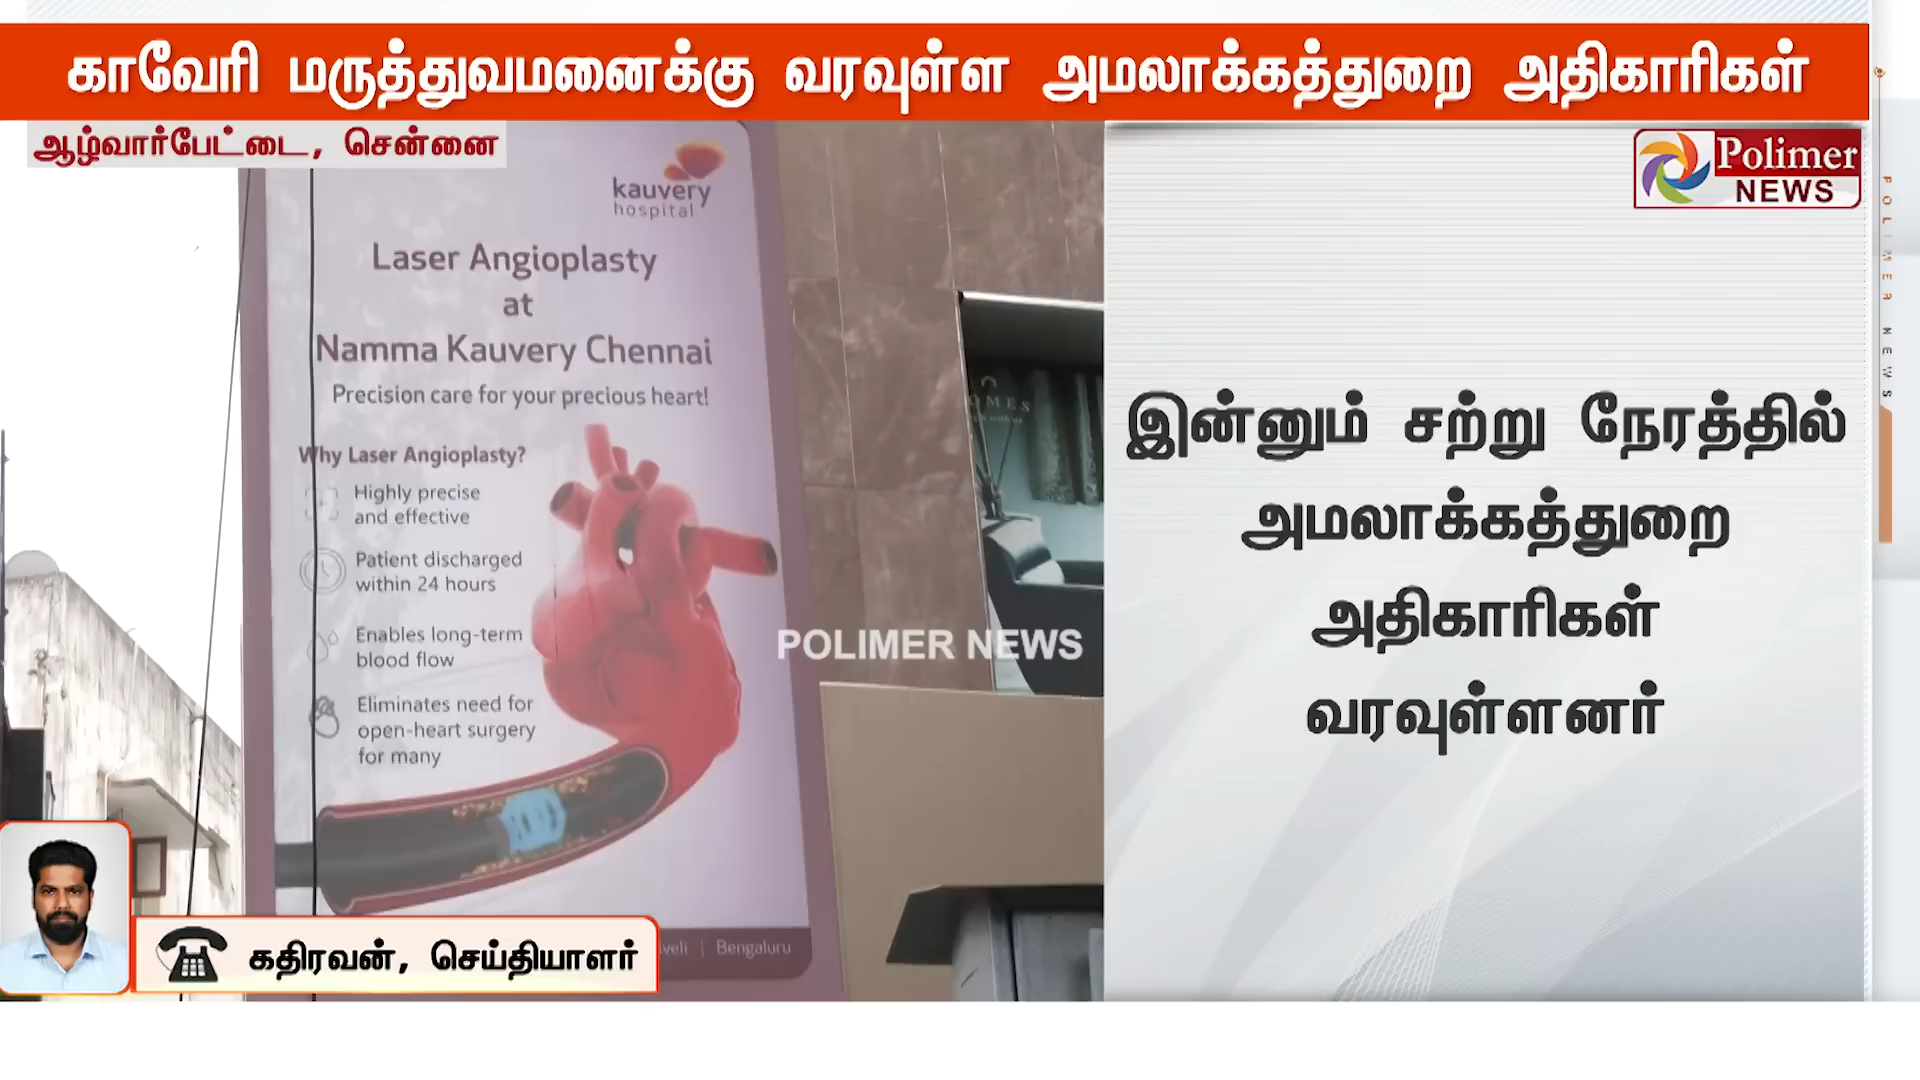 காவேரி மருத்துவமனைக்கு வரவுள்ள அமலாக்கத்துறை அதிகாரிகள்
ஆழ்வார்பேட்டை, சென்னை
Polimer
NEWS
POLIMER NEWS
kauvery
hospital
Laser Angioplasty
at
Namma Kauvery Chennai
Precision care for your precious heart!
Why Laser Angioplasty?
Highly precise
and effective
Patient discharged
within 24 hours
Enables long-term
blood flow
Eliminates need for
open-heart surgery
for many
Bengaluru
POLIMER NEWS
இன்னும் சற்று நேரத்தில்
அமலாக்கத்துறை
அதிகாரிகள்
வரவுள்ளனர்
கதிரவன், செய்தியாளர்